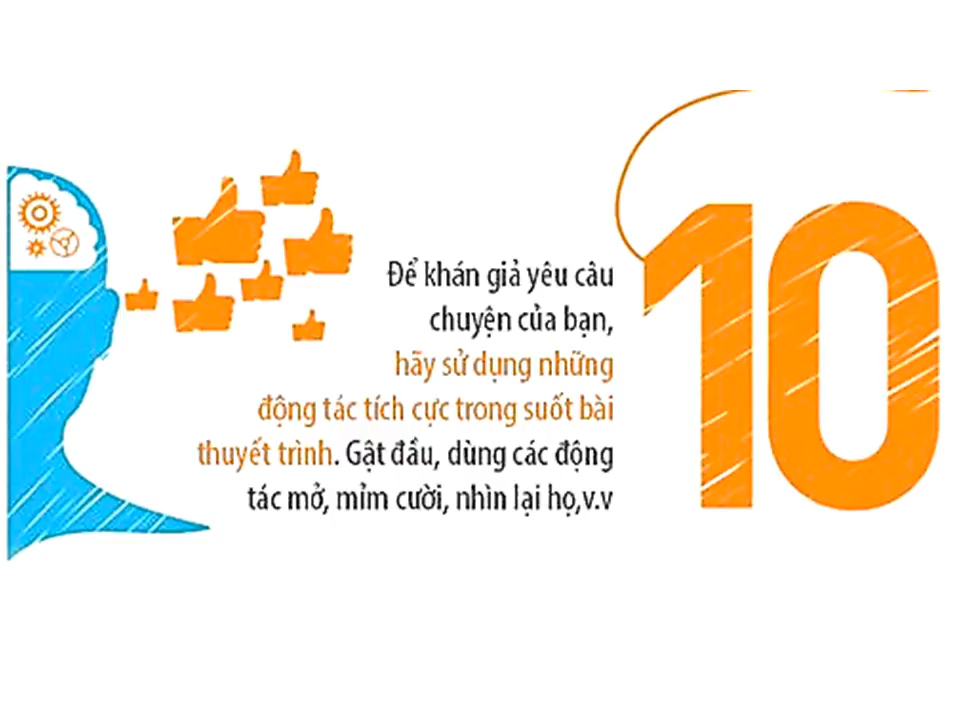 Để khán giả yêu câu
chuyện của bạn,
hãy sử dụng những
động tác tích cực trong suốt bài
thuyết trình. Gật đầu, dùng các động
tác mở, mỉm cười, nhìn lại họ,v.v
10